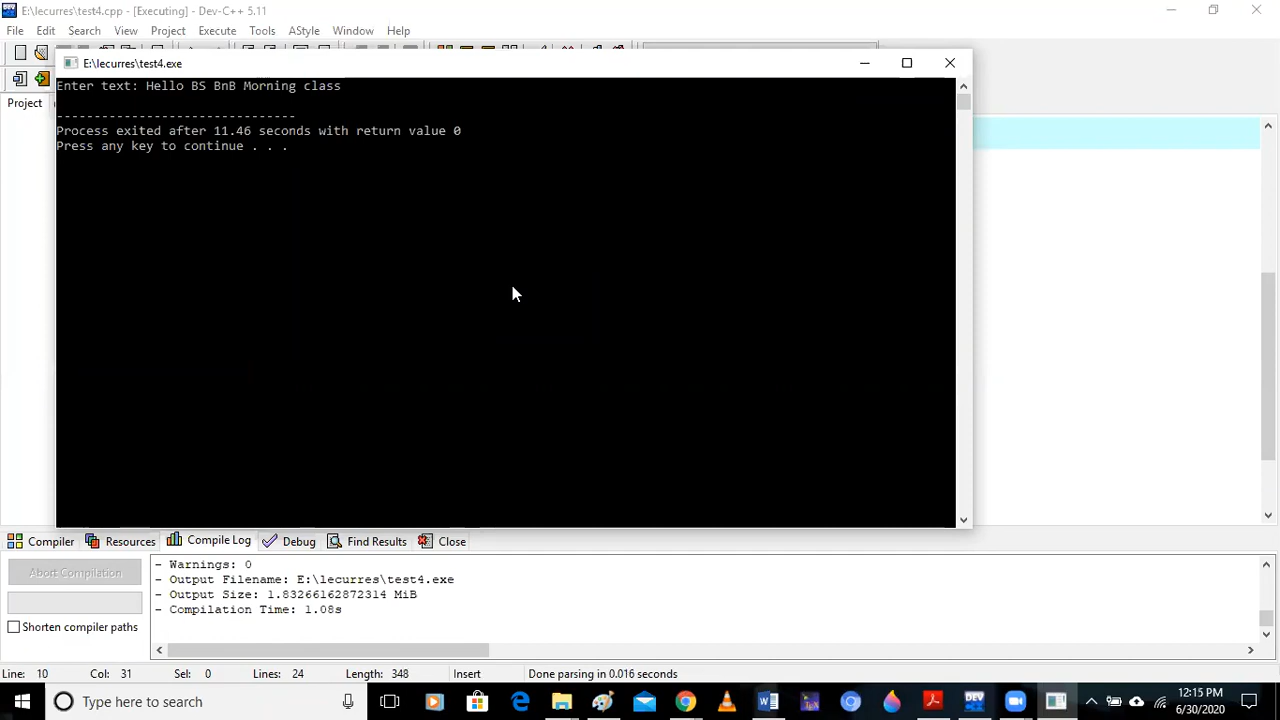 E:\lecurres\test4.cpp - [Executing] - Dev-C++ 5.11
File Edit Search View Project Execute Tools AStyle Window Help
E:\lecurres\test4.exe
Project
Enter text: Hello BS BnB Morning class
--------------------------------
Process exited after 11.46 seconds with return value 0
Press any key to continue . . .
Compiler Resources Compile Log Debug Find Results Close
Abort Compilation
Shorten compiler paths
- Warnings: 0
- Output Filename: E:\lecurres\test4.exe
- Output Size: 1.83266162872314 MiB
- Compilation Time: 1.08s
Line: 10 Col: 31 Sel: 0 Lines: 24 Length: 348 Insert Done parsing in 0.016 seconds
Type here to search
DEV
12:15 PM
6/30/2020